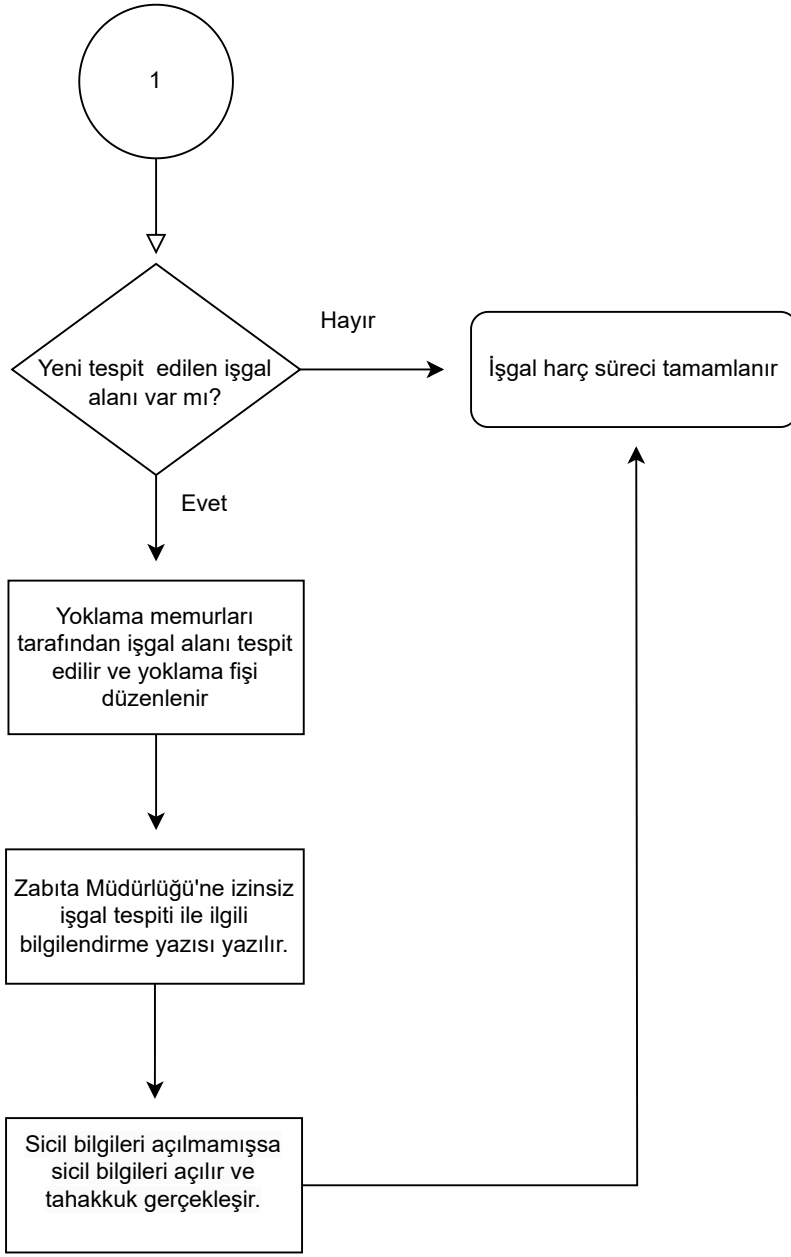 1
Yeni tespit  edilen işgal
alanı var mı?
Hayır
İşgal harç süreci tamamlanır
Evet
Yoklama memurları
tarafından işgal alanı tespit
edilir ve yoklama fişi
düzenlenir
Zabıta Müdürlüğü'ne izinsiz
işgal tespiti ile ilgili
bilgilendirme yazısı yazılır.
Sicil bilgileri açılmamışsa
sicil bilgileri açılır ve
tahakkuk gerçekleşir.